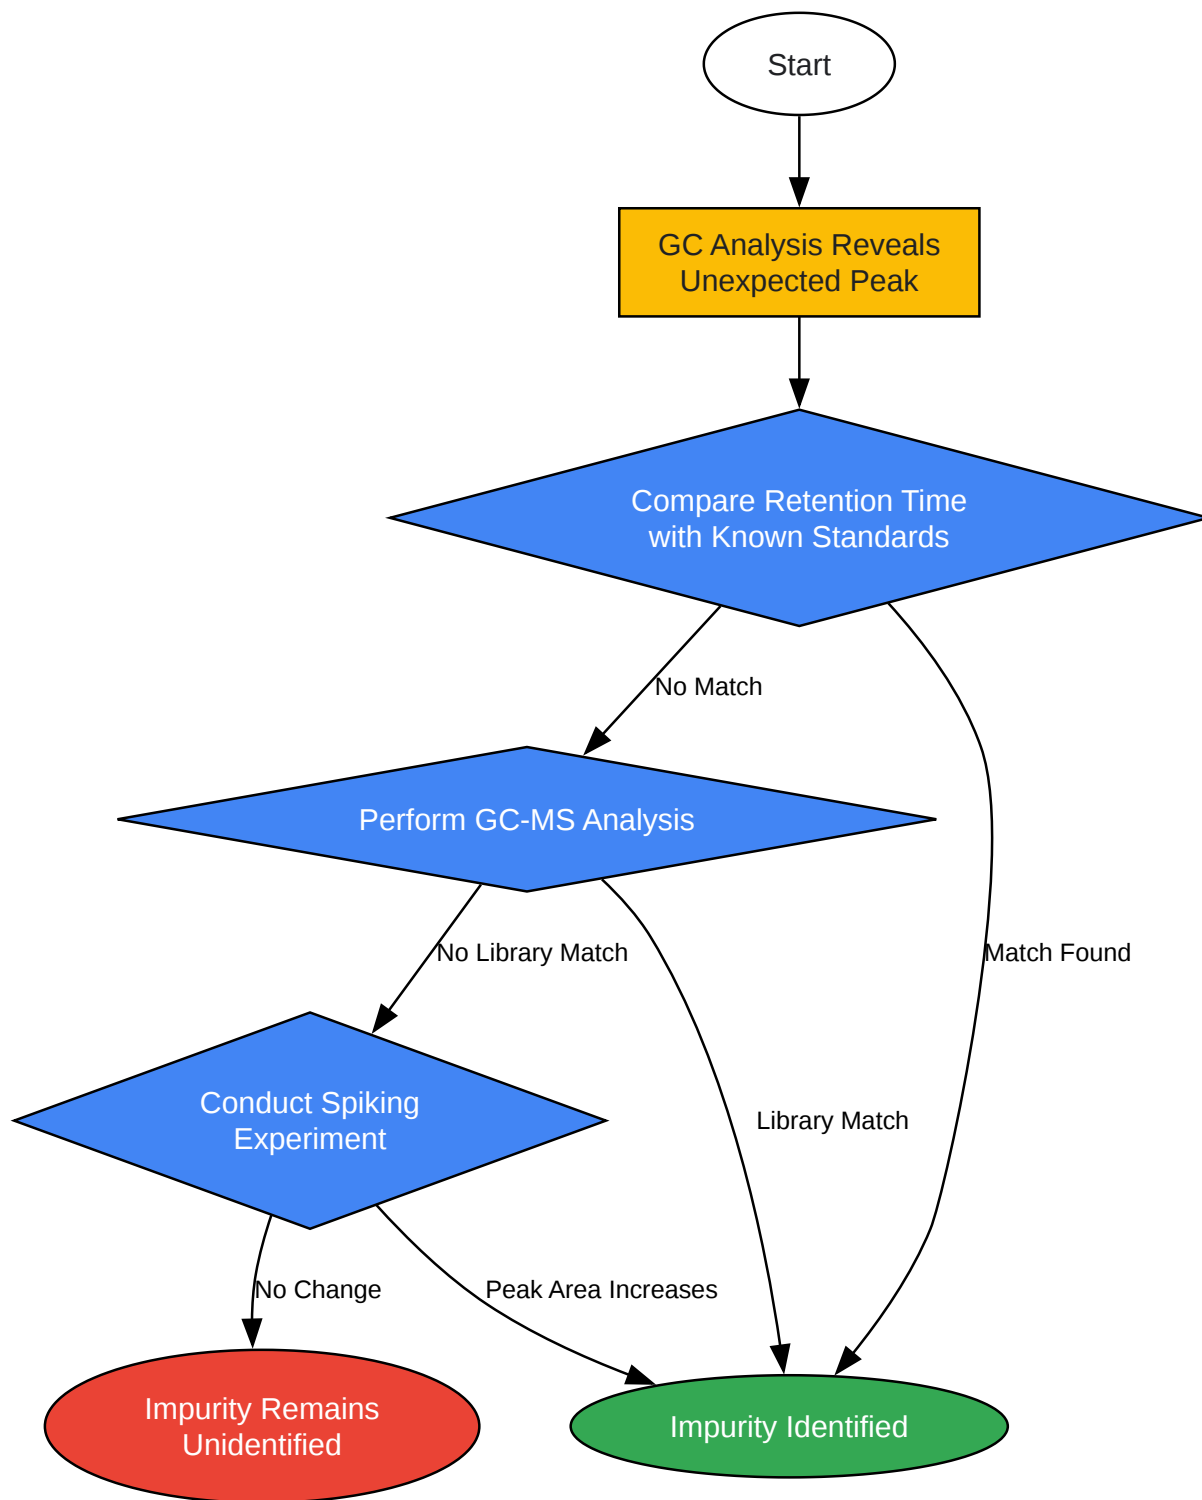 Start
GC Analysis Reveals
Unexpected Peak
Compare Retention Time
with Known Standards
No Match
Perform GC-MS Analysis
No Library Match
Match Found
Conduct Spiking
Experiment
Library Match
No Change
Peak Area Increases
Impurity Remains
Unidentified
Impurity Identified